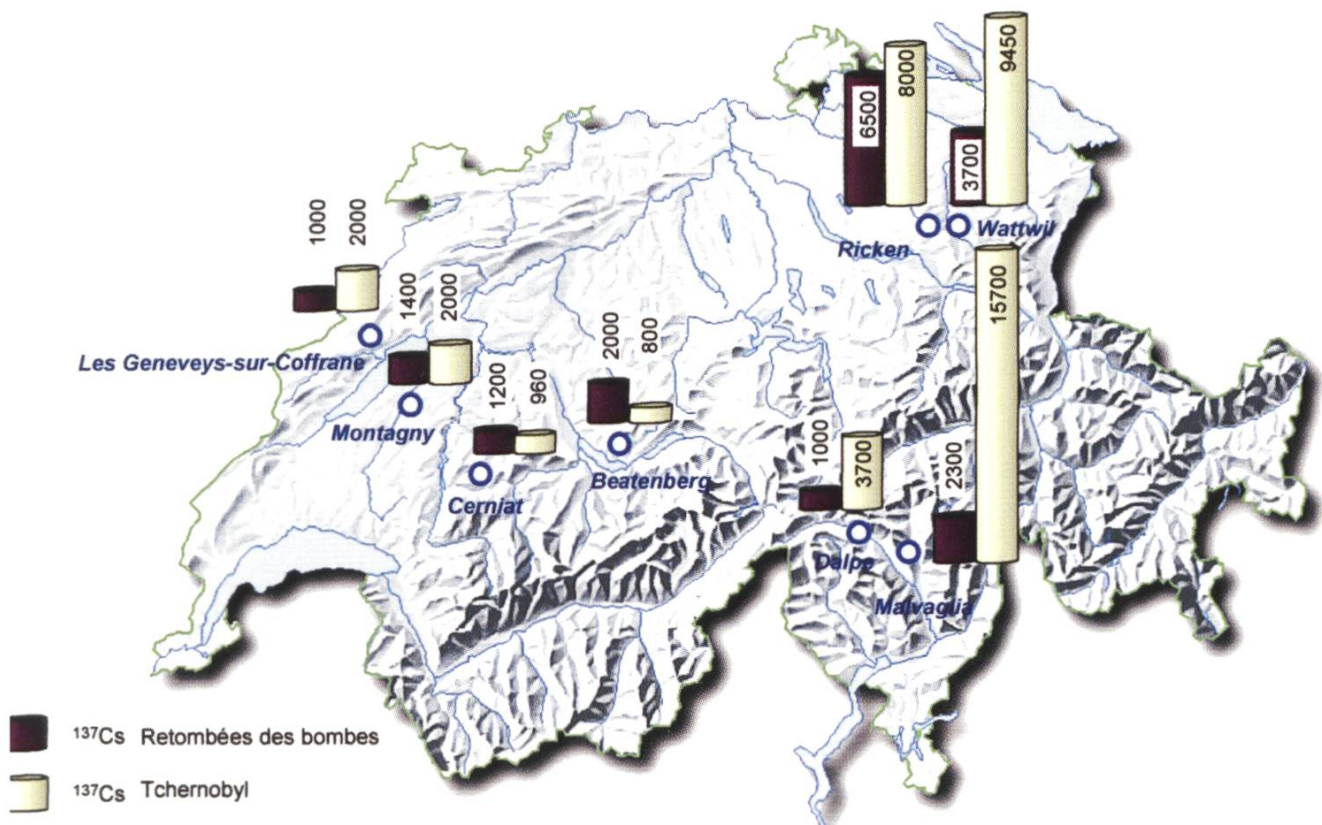 9450
8000
6500
3700
Ricken
Wattwil
1000
2000
Les Geneveys-sur-Coffrane
1400
2000
Montagny
1200
960
Cerniat
2000
800
Beatenberg
1000
3700
Dalpe
2300
15700
Malvaglia
137Cs Retombées des bombes
137Cs Tchernobyl